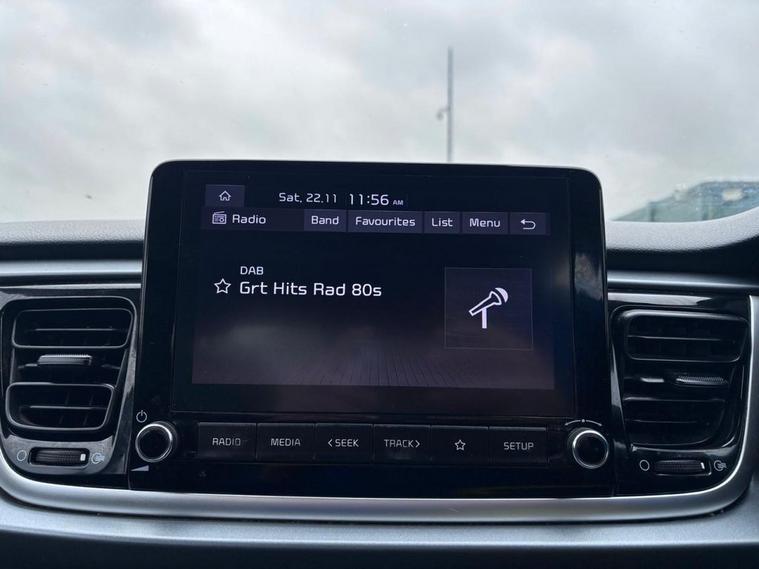 Sat, 22.11 11:56 AM
Radio Band Favourites List Menu
DAB
Grt Hits Rad 80s
RADIO MEDIA <SEEK TRACK> SETUP